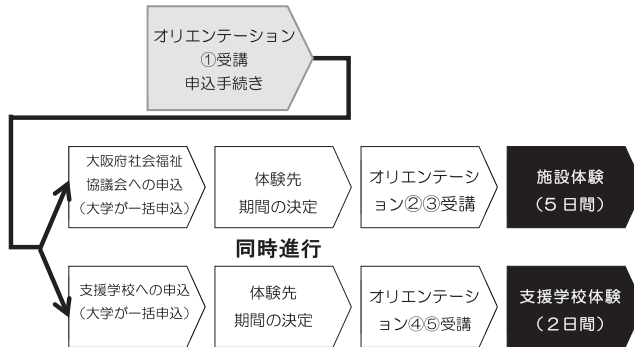 オリエンテーション
①受講
申込手続き
大阪府社会福祉
協議会への申込
（大学が一括申込）
体験先
期間の決定
オリエンテーシ
ョン②③受講
施設体験
（５日間）
同時進行
支援学校への申込
（大学が一括申込）
体験先
期間の決定
オリエンテーシ
ョン④⑤受講
支援学校体験
（２日間）